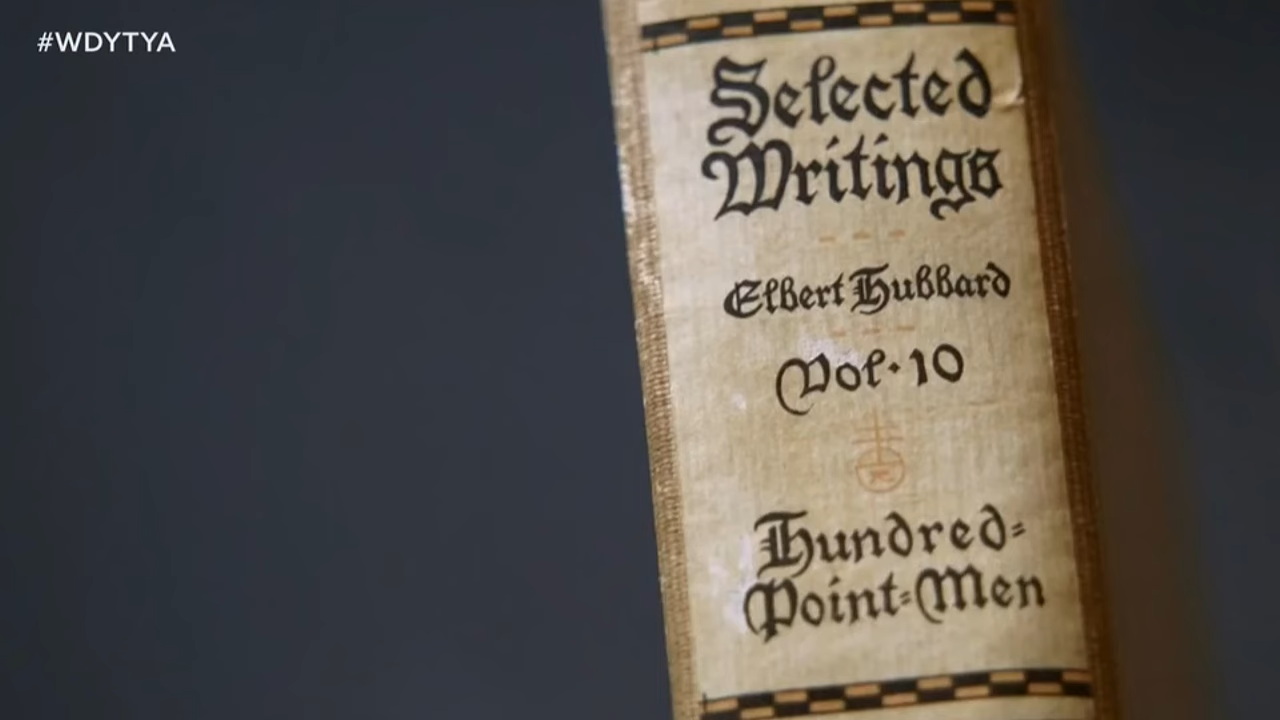 #WDYTYA
Selected
Writings
Elbert Hubbard
Vol·10
Hundred=
Point=Men